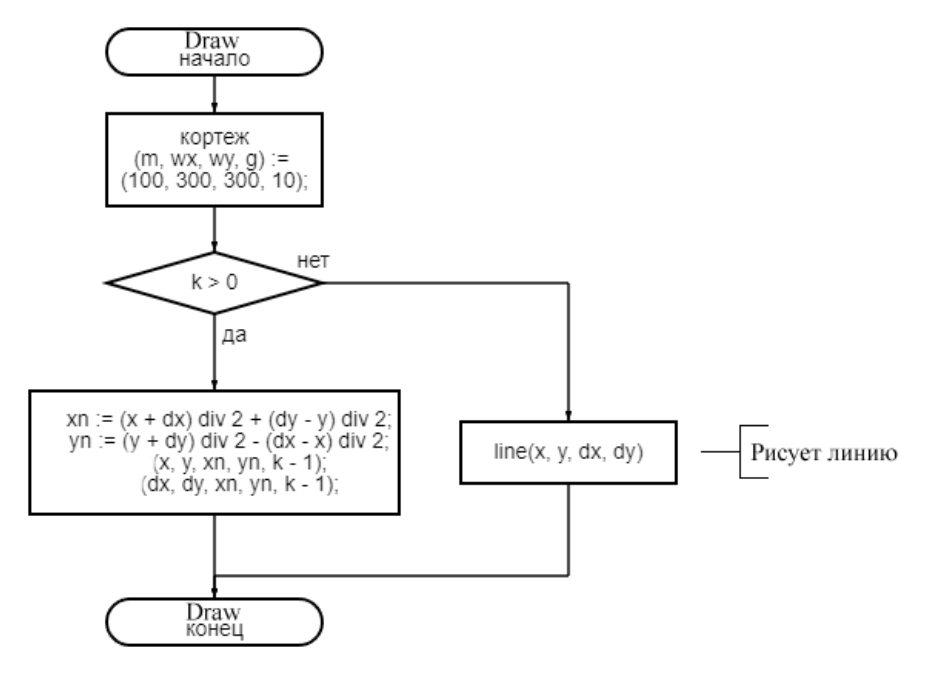 Draw
начало
кортеж
(m, wx, wy, g) :=
(100, 300, 300, 10);
k > 0
нет
да
xn := (x + dx) div 2 + (dy - y) div 2;
yn := (y + dy) div 2 - (dx - x) div 2;
(x, y, xn, yn, k - 1);
(dx, dy, xn, yn, k - 1);
line(x, y, dx, dy)
Рисует линию
Draw
конец